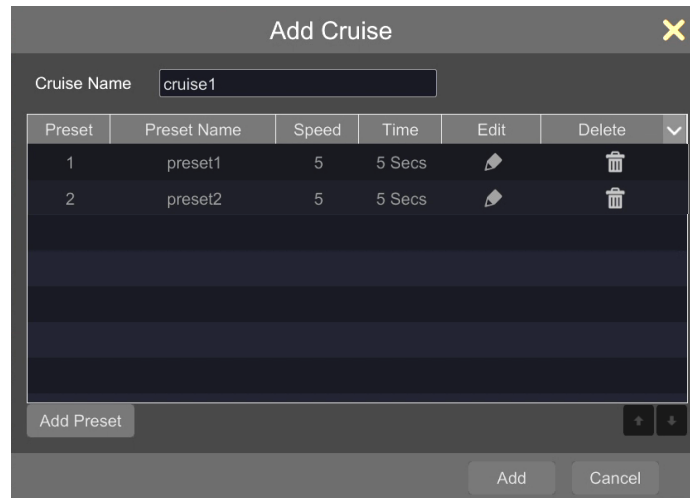 Add Cruise
Cruise Name cruise1
Preset Preset Name Speed Time Edit Delete
1 preset1 5 5 Secs
2 preset2 5 5 Secs
Add Preset
Add Cancel